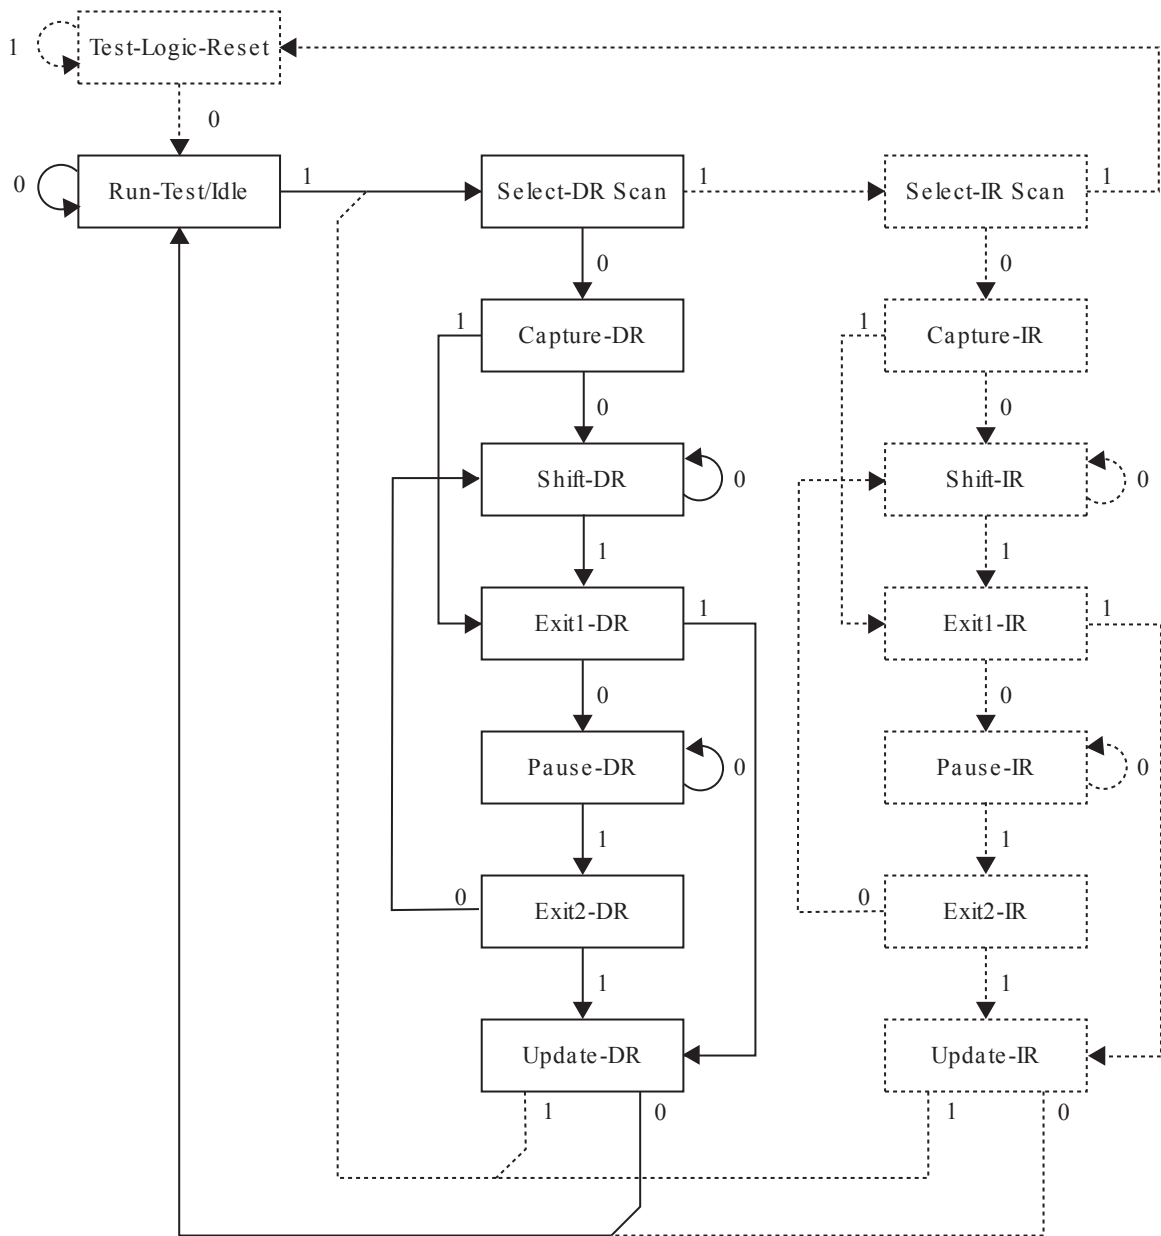 1
Test-Logic-Reset
0
0
Run-Test/Idle
1
Select-DR Scan
1
Select-IR Scan
1
0
0
1
Capture-DR
1
Capture-IR
0
0
Shift-DR
0
Shift-IR
0
1
1
Exit1-DR
1
Exit1-IR
1
0
0
Pause-DR
0
Pause-IR
0
1
1
0
Exit2-DR
0
Exit2-IR
1
1
Update-DR
Update-IR
1
0
1
0